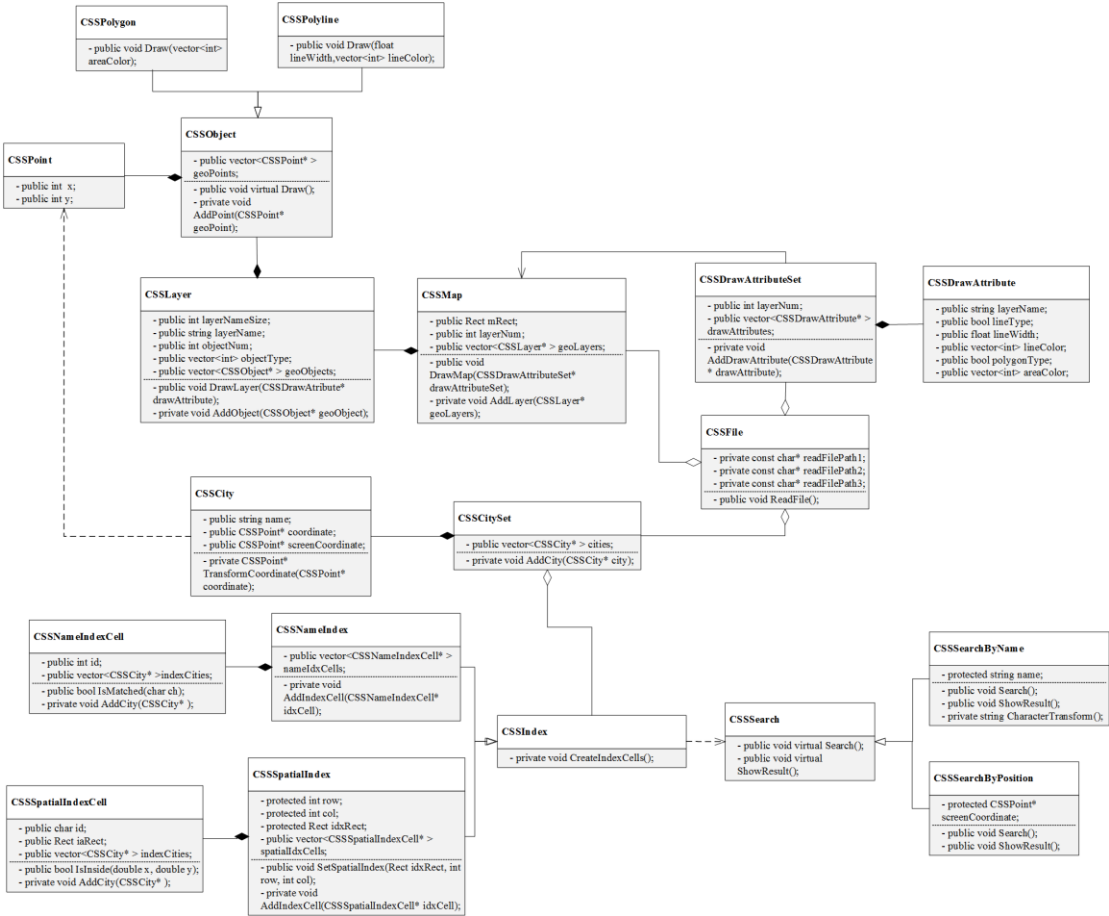 CSSPolygon
- public void Draw(vector<int>
areaColor);
CSSPolyline
- public void Draw(float
lineWidth,vector<int> lineColor);
CSSObject
- public vector<CSSPoint* >
geoPoints;
- public void virtual Draw();
- private void
AddPoint(CSSPoint*
geoPoint);
CSSPoint
- public int x;
- public int y;
CSSLayer
- public int layerNameSize;
- public string layerName;
- public int objectNum;
- public vector<int> objectType;
- public vector<CSSObject* > geoObjects;
- public void DrawLayer(CSSDrawAtribute*
drawAttribute);
- private void AddObject(CSSObject* geoObject);
CSSMap
- public Rect mRect;
- public int layerNum;
- public vector<CSSLayer* > geoLayers;
- public void
DrawMap(CSSDrawAttributeSet*
drawAttributeSet);
- private void AddLayer(CSSLayer*
geoLayers);
CSSDrawAttributeSet
- public int layerNum;
- public vector<CSSDrawAttribute* >
drawAttributes;
- private void
AddDrawAttribute(CSSDrawAttribute
* drawAttribute);
CSSDrawAttribute
- public string layerName;
- public bool lineType;
- public float lineWidth;
- public vector<int> lineColor;
- public bool polygonType;
- public vector<int> areaColor;
CSSFile
- private const char* readFilePath1;
- private const char* readFilePath2;
- private const char* readFilePath3;
- public void ReadFile();
CSSCity
- public string name;
- public CSSPoint* coordinate;
- public CSSPoint* screenCoordinate;
- private CSSPoint*
TransformCoordinate(CSSPoint*
coordinate);
CSSCitySet
- public vector<CSSCity* > cities;
- private void AddCity(CSSCity* city);
CSSNameIndexCell
- public int id;
- public vector<CSSCity* >indexCities;
- public bool IsMatched(char ch);
- private void AddCity(CSSCity* );
CSSNameIndex
- public vector<CSSNameIndexCell* >
nameIdxCells;
- private void
AddIndexCell(CSSNameIndexCell*
idxCell);
CSSIndex
- private void CreateIndexCells();
CSSSearch
- public void virtual Search();
- public void virtual
ShowResult();
CSSSearchByName
- protected string name;
- public void Search();
- public void ShowResult();
- private string CharacterTransform();
CSSSearchByPosition
- protected CSSPoint*
screenCoordinate;
- public void Search();
- public void ShowResult();
CSSSpatialIndex
- protected int row;
- protected int col;
- protected Rect idxRect;
- public vector<CSSSpatialIndexCell* >
spatialIdxCells;
- public void SetSpatialIndex(Rect idxRect, int
row, int col);
- private void
AddIndexCell(CSSSpatialIndexCell* idxCell);
CSSSpatialIndexCell
- public char id;
- public Rect iaRect;
- public vector<CSSCity* > indexCities;
- public bool IsInside(double x, double y);
- private void AddCity(CSSCity* );